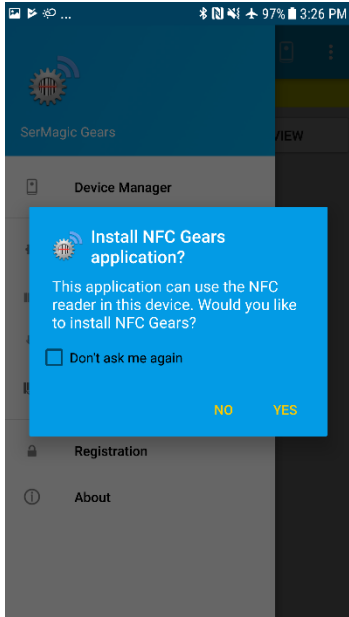 ... 97% 3:26 PM
SerMagic Gears
VIEW
Device Manager
Install NFC Gears
application?
This application can use the NFC
reader in this device. Would you like
to install NFC Gears?
Don't ask me again
NO YES
Registration
About